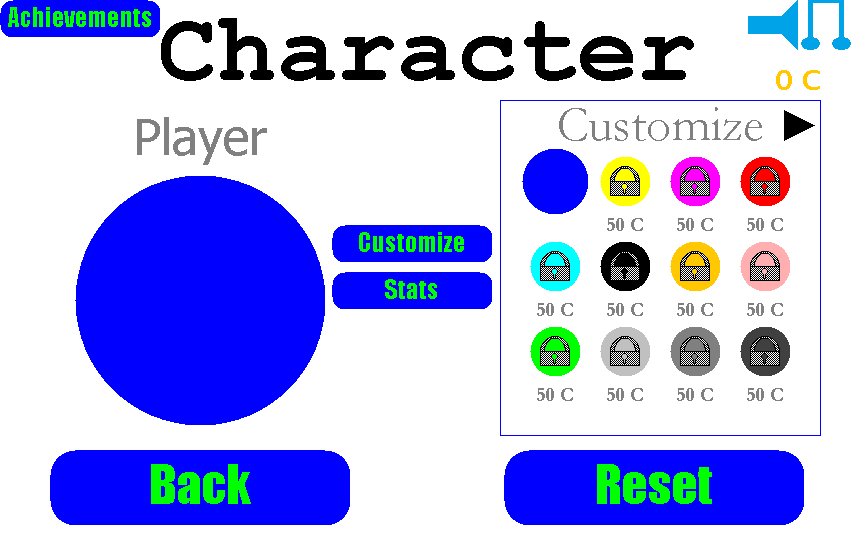 Achievements
Character
0 C
Player
Customize
50 C 50 C 50 C
Customize
Stats
50 C 50 C 50 C 50 C
50 C 50 C 50 C 50 C
Back
Reset